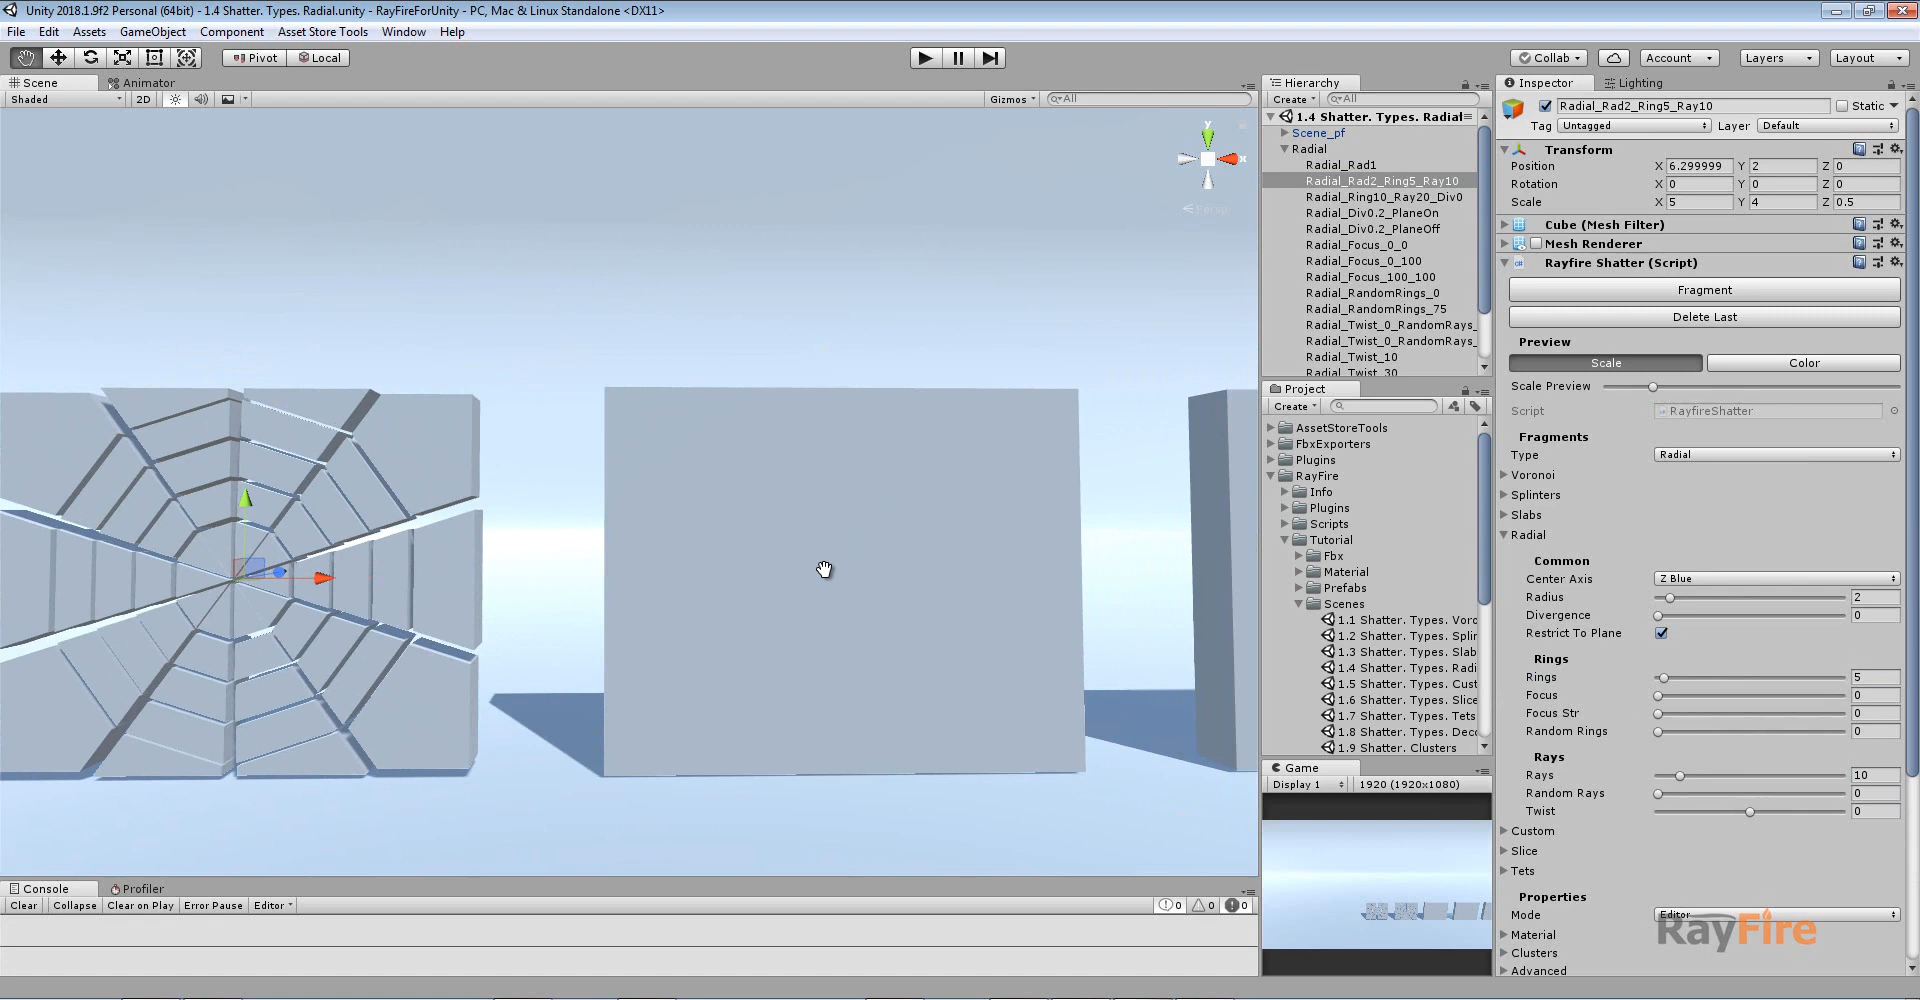 Unity 2018.1.9f2 Personal (64bit) - 1.4 Shatter. Types. Radial.unity - RayFireForUnity - PC, Mac & Linux Standalone <DX11>
File Edit Assets GameObject Component Asset Store Tools Window Help
Pivot Local Collab Account Layers Layout
Scene Animator
Shaded 2D Gizmos All
Hierarchy
Create All
1.4 Shatter. Types. Radial
Scene_pf
Radial
Radial_Rad1
Radial_Rad2_Ring5_Ray10
Radial_Ring10_Ray20_Div0
Radial_Div0.2_PlaneOn
Radial_Div0.2_PlaneOff
Radial_Focus_0_0
Radial_Focus_0_100
Radial_Focus_100_100
Radial_RandomRings_0
Radial_RandomRings_75
Radial_Twist_0_RandomRays_
Radial_Twist_0_RandomRays_
Radial_Twist_10
Radial_Twist_30
Project
Create
AssetStoreTools
FbxExporters
Plugins
RayFire
Info
Plugins
Scripts
Tutorial
Fbx
Material
Prefabs
Scenes
1.1 Shatter. Types. Voro
1.2 Shatter. Types. Splin
1.3 Shatter. Types. Slab
1.4 Shatter. Types. Radi
1.5 Shatter. Types. Cust
1.6 Shatter. Types. Slice
1.7 Shatter. Types. Tets
1.8 Shatter. Types. Deco
1.9 Shatter. Clusters
Game
Display 1 1920 (1920x1080)
Inspector Lighting
Radial_Rad2_Ring5_Ray10 Static
Tag Untagged Layer Default
Transform
Position X 6.299999 Y 2 Z 0
Rotation X 0 Y 0 Z 0
Scale X 5 Y 4 Z 0.5
Cube (Mesh Filter)
Mesh Renderer
Rayfire Shatter (Script)
Fragment
Delete Last
Preview
Scale Color
Scale Preview
Script RayfireShatter
Fragments
Type Radial
Voronoi
Splinters
Slabs
Radial
Common
Center Axis Z Blue
Radius 2
Divergence 0
Restrict To Plane
Rings
Rings 5
Focus 0
Focus Str 0
Random Rings 0
Rays
Rays 10
Random Rays 0
Twist 0
Custom
Slice
Tets
Properties
Mode Editor
Material
Clusters
Advanced
RayFire
y
x
Persp
Console Profiler
Clear Collapse Clear on Play Error Pause Editor 0 0 0